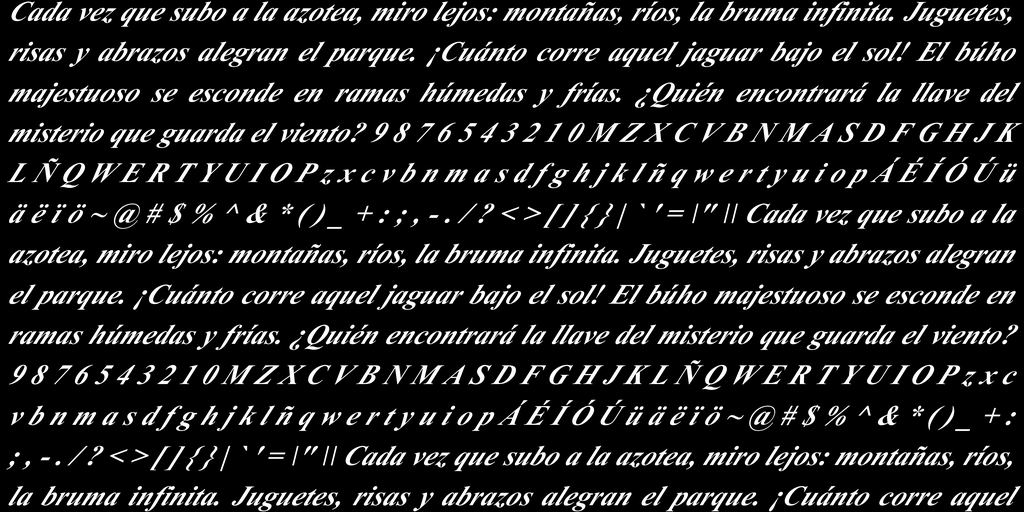 Cada vez que subo a la azotea, miro lejos: montañas, ríos, la bruma infinita. Juguetes,
risas y abrazos alegran el parque. ¡Cuánto corre aquel jaguar bajo el sol! El búho
majestuoso se esconde en ramas húmedas y frías. ¿Quién encontrará la llave del
misterio que guarda el viento? 9 8 7 6 5 4 3 2 1 0 M Z X C V B N M A S D F G H J K
L Ñ Q W E R T Y U I O P z x c v b n m a s d f g h j k l ñ q w e r t y u i o p Á É Í Ó Ú ü
ä ë ï ö ~ @ # $ % ^ & * ( ) _ + : ; , - . / ? < > [ ] { } | ` ' = \" \\ Cada vez que subo a la
azotea, miro lejos: montañas, ríos, la bruma infinita. Juguetes, risas y abrazos alegran
el parque. ¡Cuánto corre aquel jaguar bajo el sol! El búho majestuoso se esconde en
ramas húmedas y frías. ¿Quién encontrará la llave del misterio que guarda el viento?
9 8 7 6 5 4 3 2 1 0 M Z X C V B N M A S D F G H J K L Ñ Q W E R T Y U I O P z x c
v b n m a s d f g h j k l ñ q w e r t y u i o p Á É Í Ó Ú ü ä ë ï ö ~ @ # $ % ^ & * ( ) _ + :
; , - . / ? < > [ ] { } | ` ' = \" \\ Cada vez que subo a la azotea, miro lejos: montañas, ríos,
la bruma infinita. Juguetes, risas y abrazos alegran el parque. ¡Cuánto corre aquel